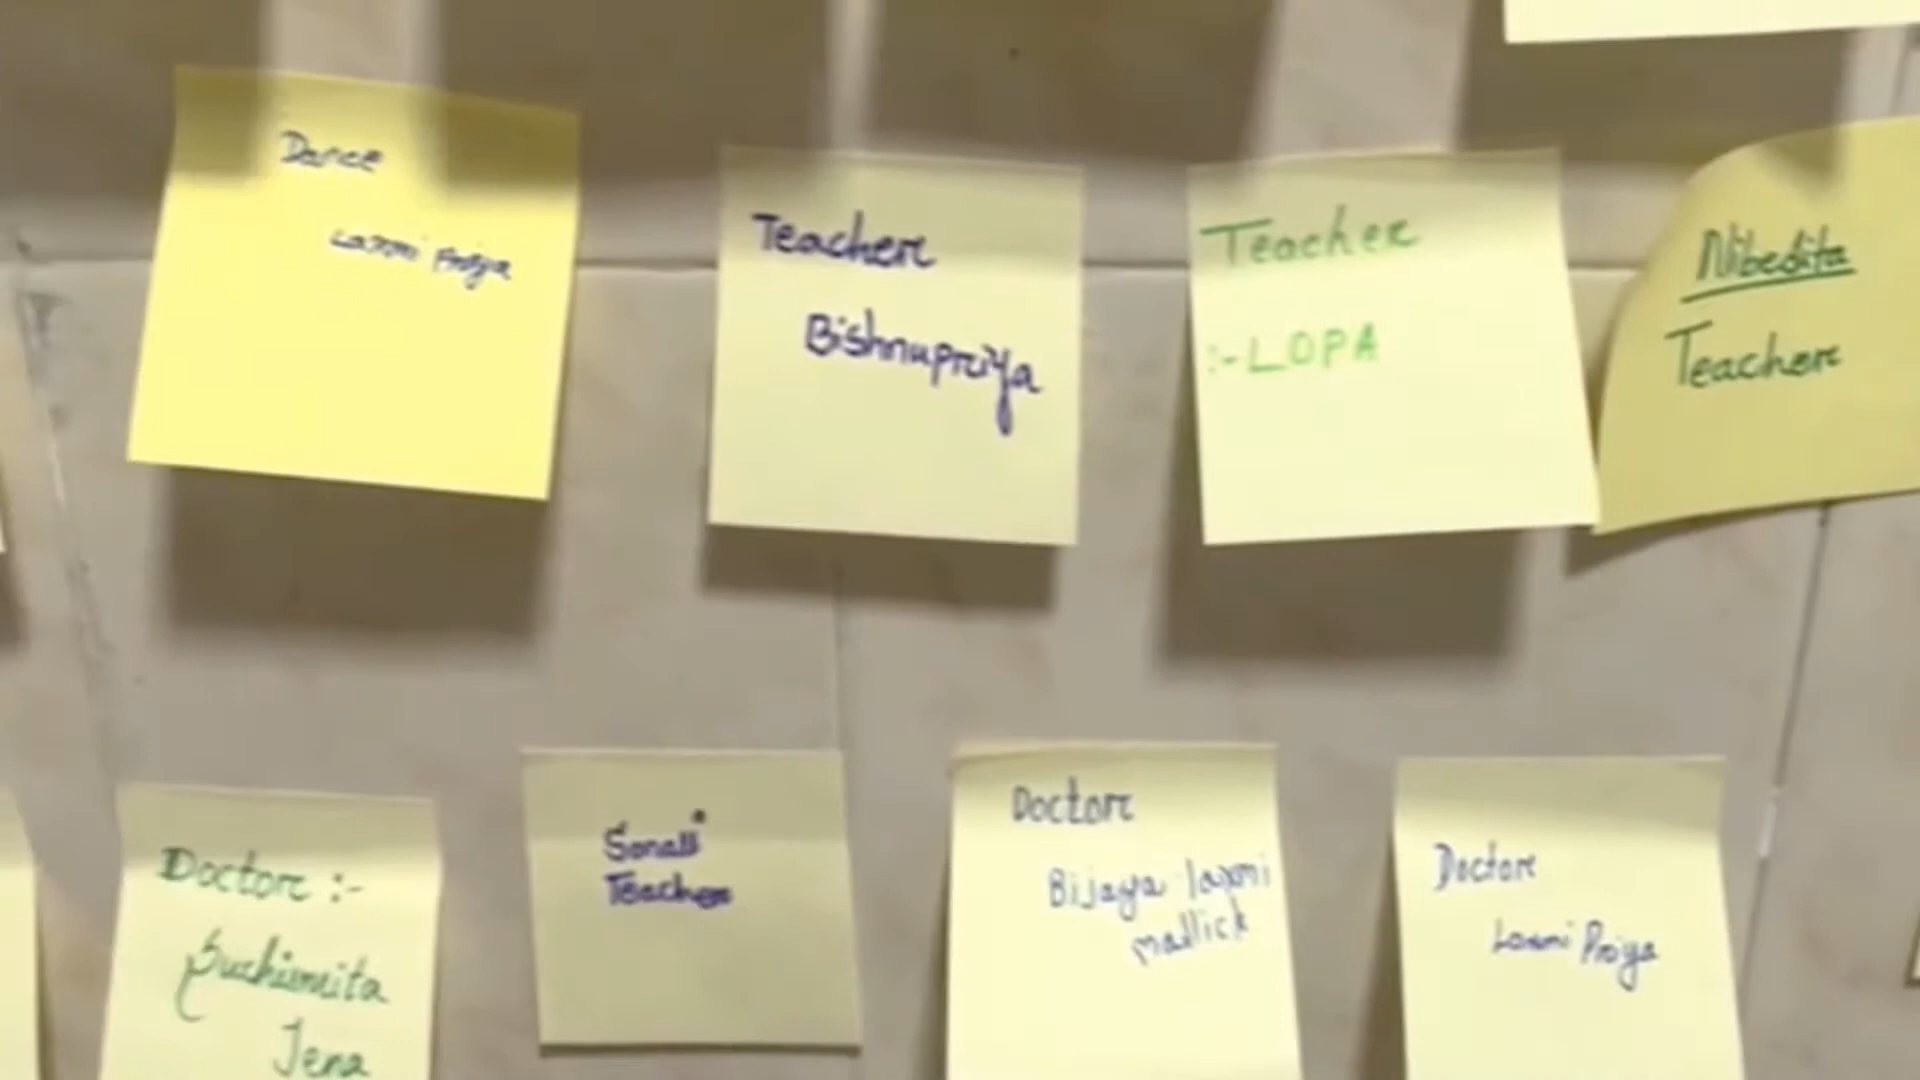 Dance
Laxmi Priya
Teacher
Bishnupriya
Teacher
:-LOPA
Nibedita
Teacher
Doctor :-
Suchismita
Jena
Sonali
Teacher
Doctor
Bijaya laxmi
mallick
Doctor
Laxmi Priya